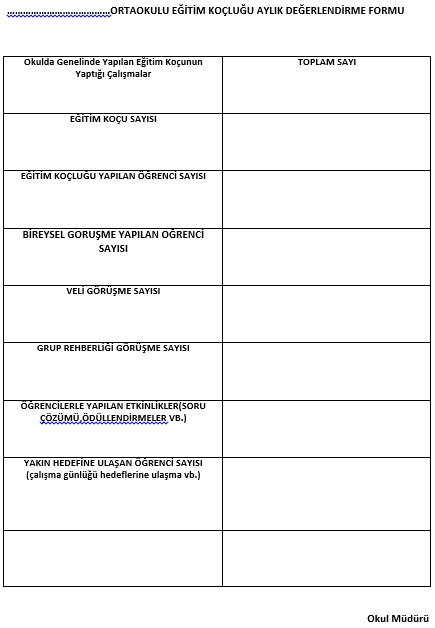 ……………………………………ORTAOKULU EĞİTİM KOÇLUĞU AYLIK DEĞERLENDİRME FORMU
Okulda Genelinde Yapılan Eğitim Koçunun
Yaptığı Çalışmalar
TOPLAM SAYI
EĞİTİM KOÇU SAYISI
EĞİTİM KOÇLUĞU YAPILAN ÖĞRENCİ SAYISI
BİREYSEL GÖRÜŞME YAPILAN ÖĞRENCİ
SAYISI
VELİ GÖRÜŞME SAYISI
GRUP REHBERLİĞİ GÖRÜŞME SAYISI
ÖĞRENCİLERLE YAPILAN ETKİNLİKLER(SORU
ÇÖZÜMÜ,ÖDÜLLENDİRMELER VB.)
YAKIN HEDEFİNE ULAŞAN ÖĞRENCİ SAYISI
(çalışma günlüğü hedeflerine ulaşma vb.)
Okul Müdürü